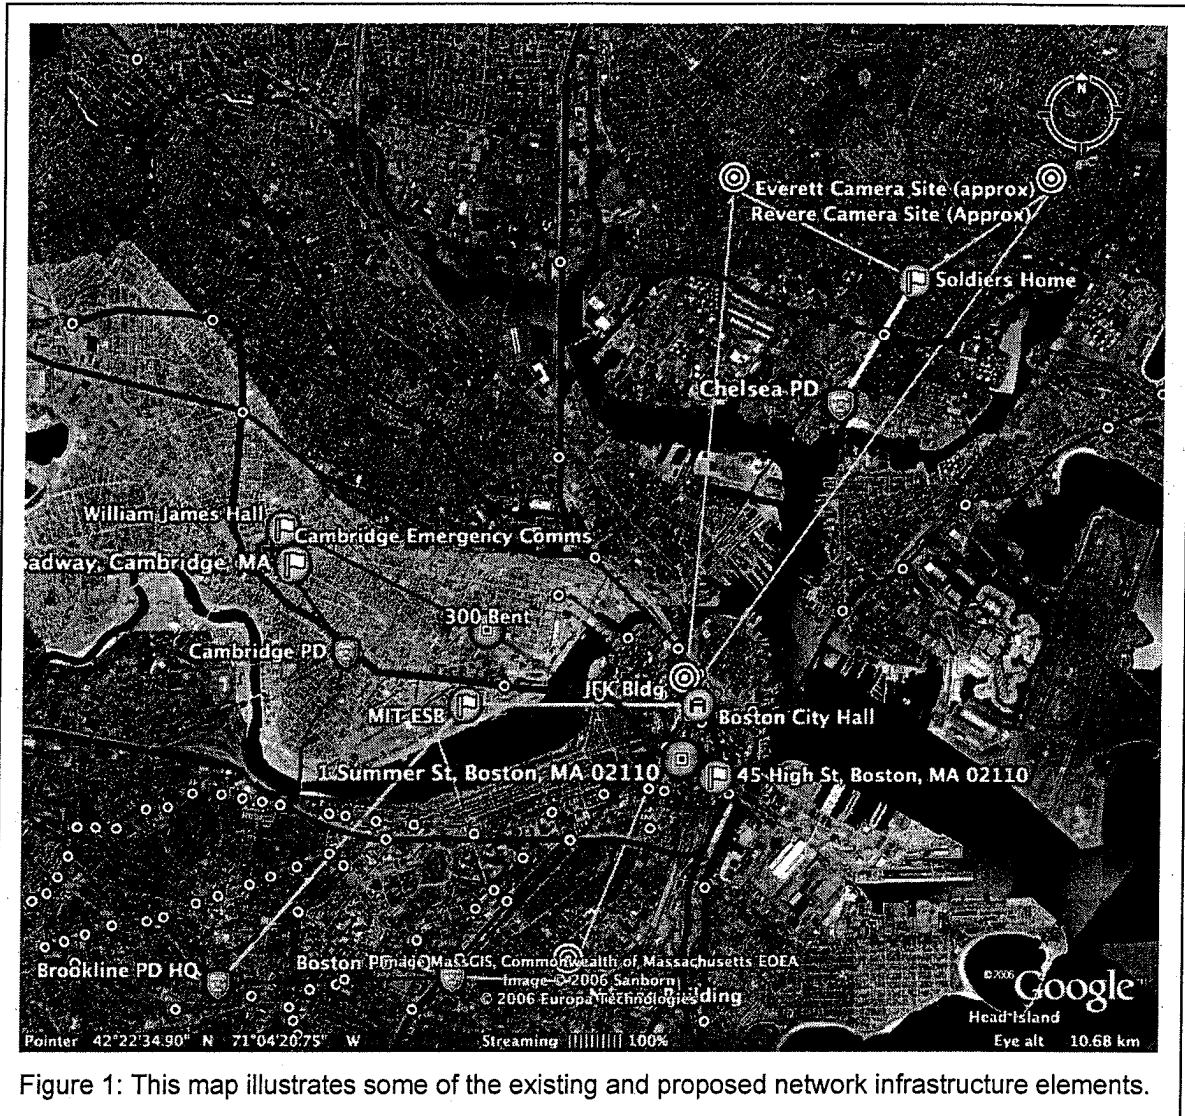 N
Everett Camera Site (approx)
Revere Camera Site (Approx)
Soldiers Home
Chelsea PD
William James Hall
Cambridge Emergency Comms
oadway, Cambridge, MA
300 Bent
Cambridge PD
JFK Bldg
MIT-ESB
Boston City Hall
1 Summer St, Boston, MA 02110
45 High St, Boston, MA 02110
Brookline PD HQ
Boston P
Image MassGIS, Commonwealth of Massachusetts EOEA
Image © 2006 Sanborn
© 2006 Europa Technologies
Building
©2006 Google™
Head Island
Pointer 42°22'34.90" N 71°04'20.75" W Streaming |||||||||| 100% Eye alt 10.68 km
Figure 1: This map illustrates some of the existing and proposed network infrastructure elements.